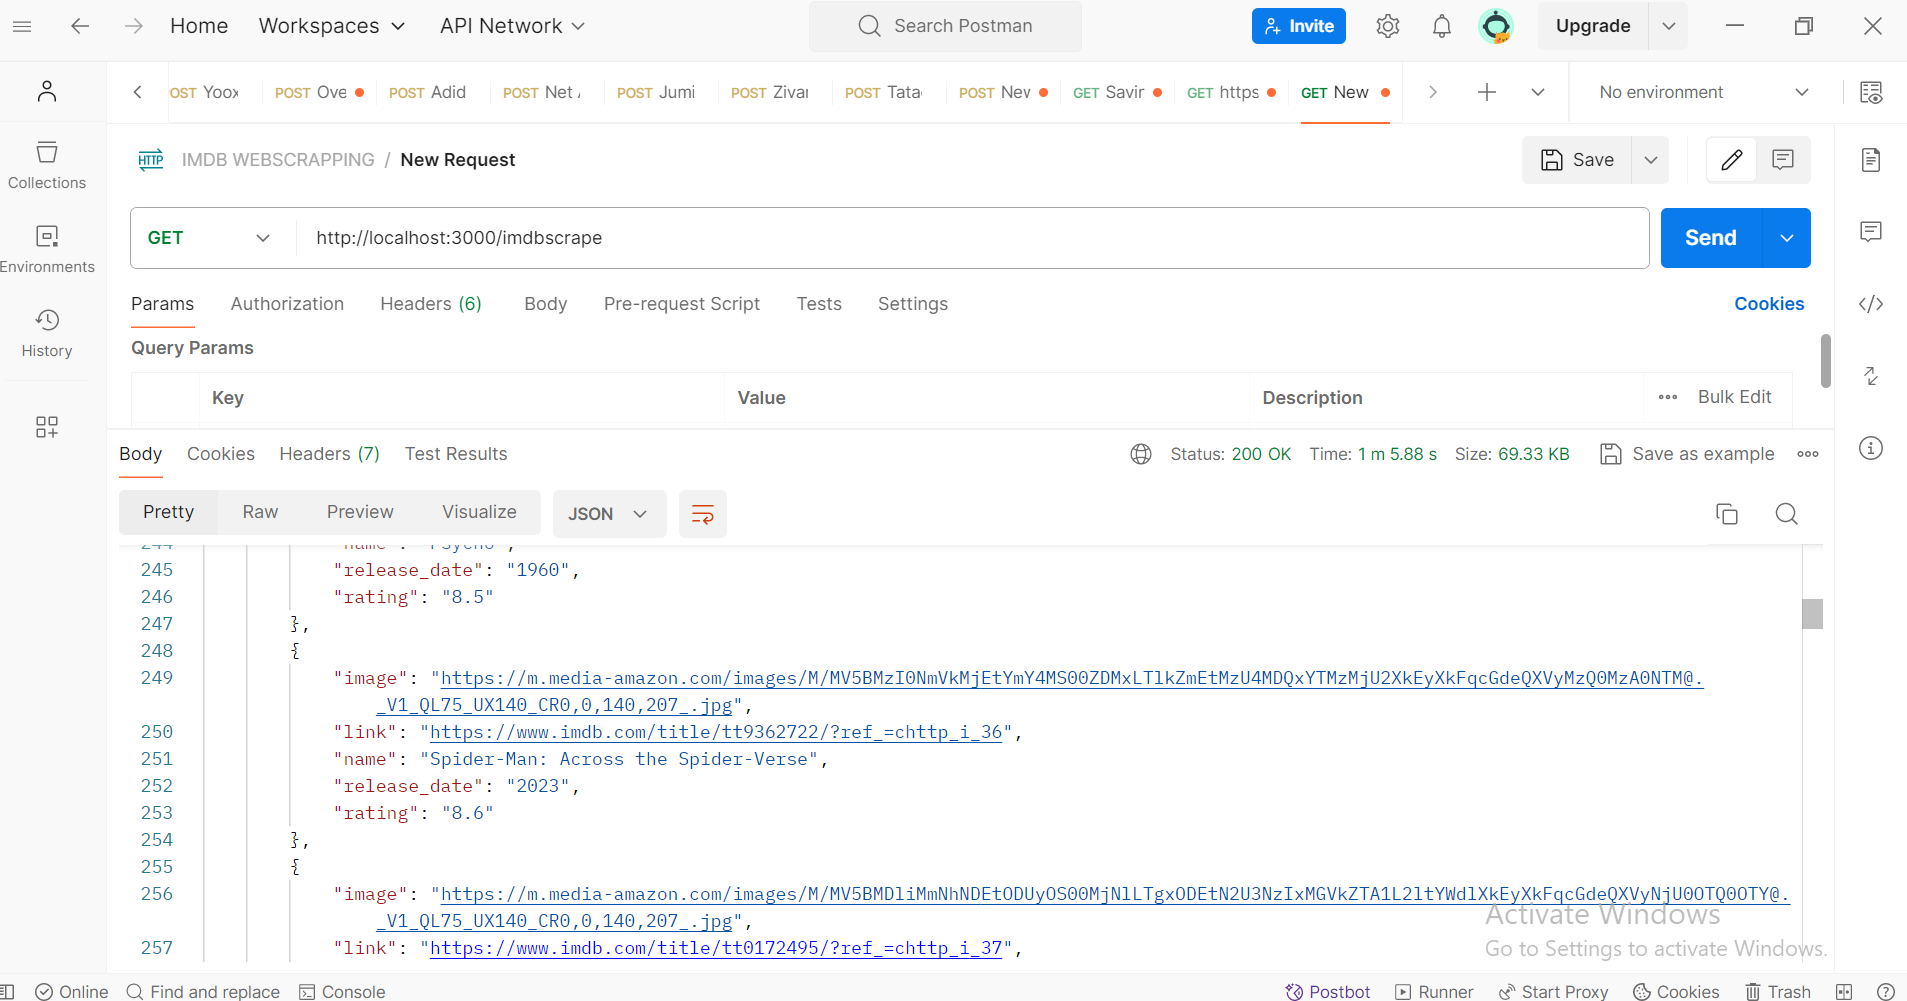 Home Workspaces API Network Search Postman Invite Upgrade
OST Yoox POST Ove POST Adid POST Net POST Jumi POST Zivar POST Tata POST New GET Savir GET https GET New No environment
HTTP IMDB WEBSCRAPPING / New Request Save
Collections
Environments
History
GET http://localhost:3000/imdbscrape Send
Params Authorization Headers (6) Body Pre-request Script Tests Settings Cookies
Query Params
Key Value Description Bulk Edit
Body Cookies Headers (7) Test Results Status: 200 OK Time: 1 m 5.88 s Size: 69.33 KB Save as example
Pretty Raw Preview Visualize JSON
244 "name": "Psycho",
245 "release_date": "1960",
246 "rating": "8.5"
247 },
248 {
249 "image": "https://m.media-amazon.com/images/M/MV5BMzI0NmVkMjEtYmY4MS00ZDMxLTlkZmEtMzU4MDQxYTMzMjU2XkEyXkFqcGdeQXVyMzQ0MzA0NTM@.
_V1_QL75_UX140_CR0,0,140,207_.jpg",
250 "link": "https://www.imdb.com/title/tt9362722/?ref_=chttp_i_36",
251 "name": "Spider-Man: Across the Spider-Verse",
252 "release_date": "2023",
253 "rating": "8.6"
254 },
255 {
256 "image": "https://m.media-amazon.com/images/M/MV5BMDliMmNhNDEtODUyOS00MjNlLTgxODEtN2U3NzIxMGVkZTA1L2ltYWdlXkEyXkFqcGdeQXVyNjU0OTQ0OTY@.
_V1_QL75_UX140_CR0,0,140,207_.jpg",
257 "link": "https://www.imdb.com/title/tt0172495/?ref_=chttp_i_37",
Activate Windows
Go to Settings to activate Windows.
Online Find and replace Console Postbot Runner Start Proxy Cookies Trash